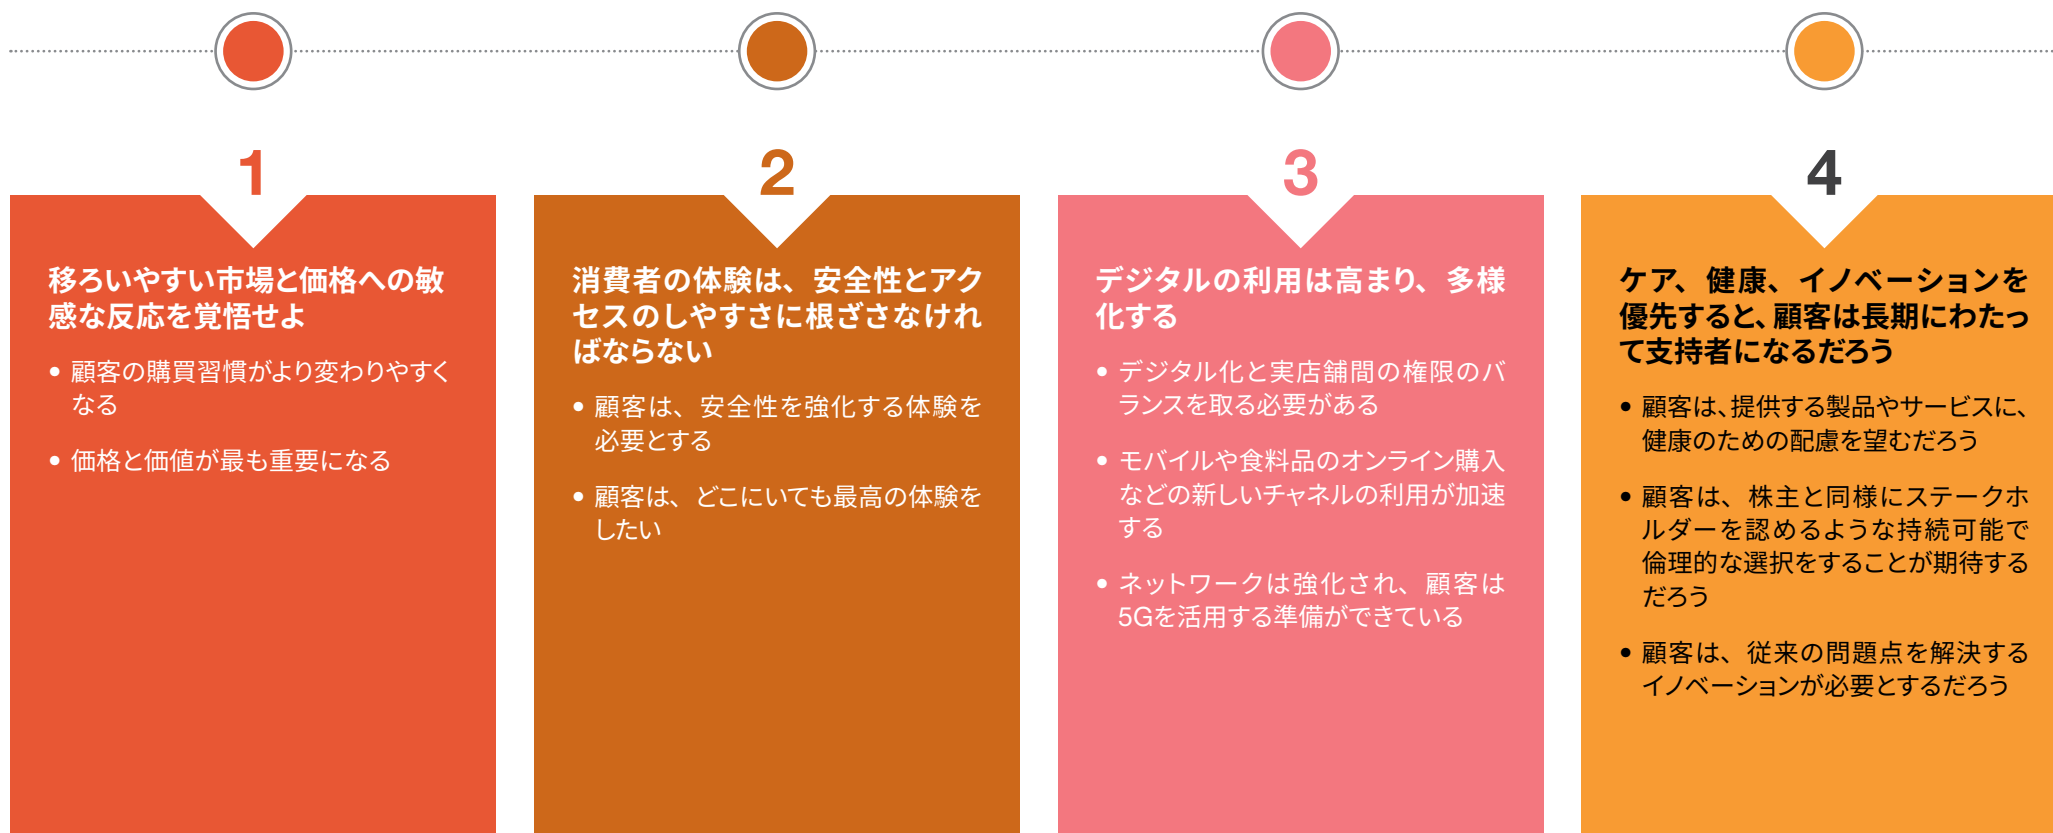 1
移ろいやすい市場と価格への敏
感な反応を覚悟せよ
• 顧客の購買習慣がより変わりやすく
なる
• 価格と価値が最も重要になる
2
消費者の体験は、安全性とアク
セスのしやすさに根ざさなけれ
ばならない
• 顧客は、安全性を強化する体験を
必要とする
• 顧客は、どこにいても最高の体験を
したい
3
デジタルの利用は高まり、多様
化する
• デジタル化と実店舗間の権限のバ
ランスを取る必要がある
• モバイルや食料品のオンライン購入
などの新しいチャネルの利用が加速
する
• ネットワークは強化され、顧客は
5Gを活用する準備ができている
4
ケア、健康、イノベーションを
優先すると、顧客は長期にわたっ
て支持者になるだろう
• 顧客は、提供する製品やサービスに、
健康のための配慮を望むだろう
• 顧客は、株主と同様にステークホ
ルダーを認めるような持続可能で
倫理的な選択をすることが期待する
だろう
• 顧客は、従来の問題点を解決する
イノベーションが必要とするだろう